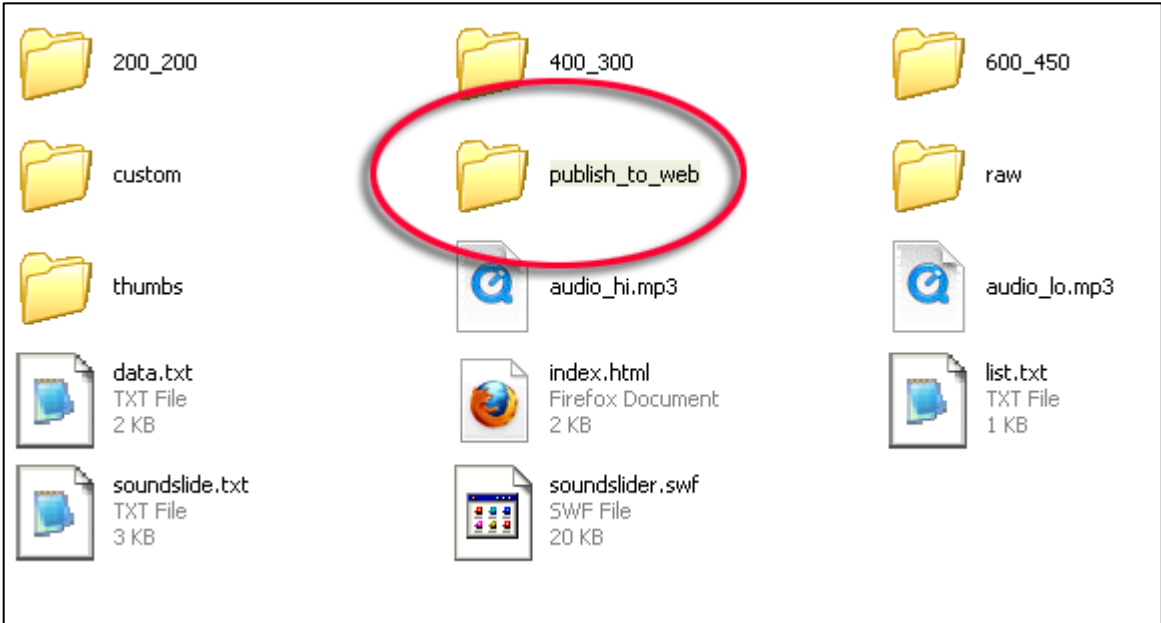 200_200
400_300
600_450
custom
publish_to_web
raw
thumbs
audio_hi.mp3
audio_lo.mp3
data.txt
TXT File
2 KB
index.html
Firefox Document
2 KB
list.txt
TXT File
1 KB
soundslide.txt
TXT File
3 KB
soundslider.swf
SWF File
20 KB